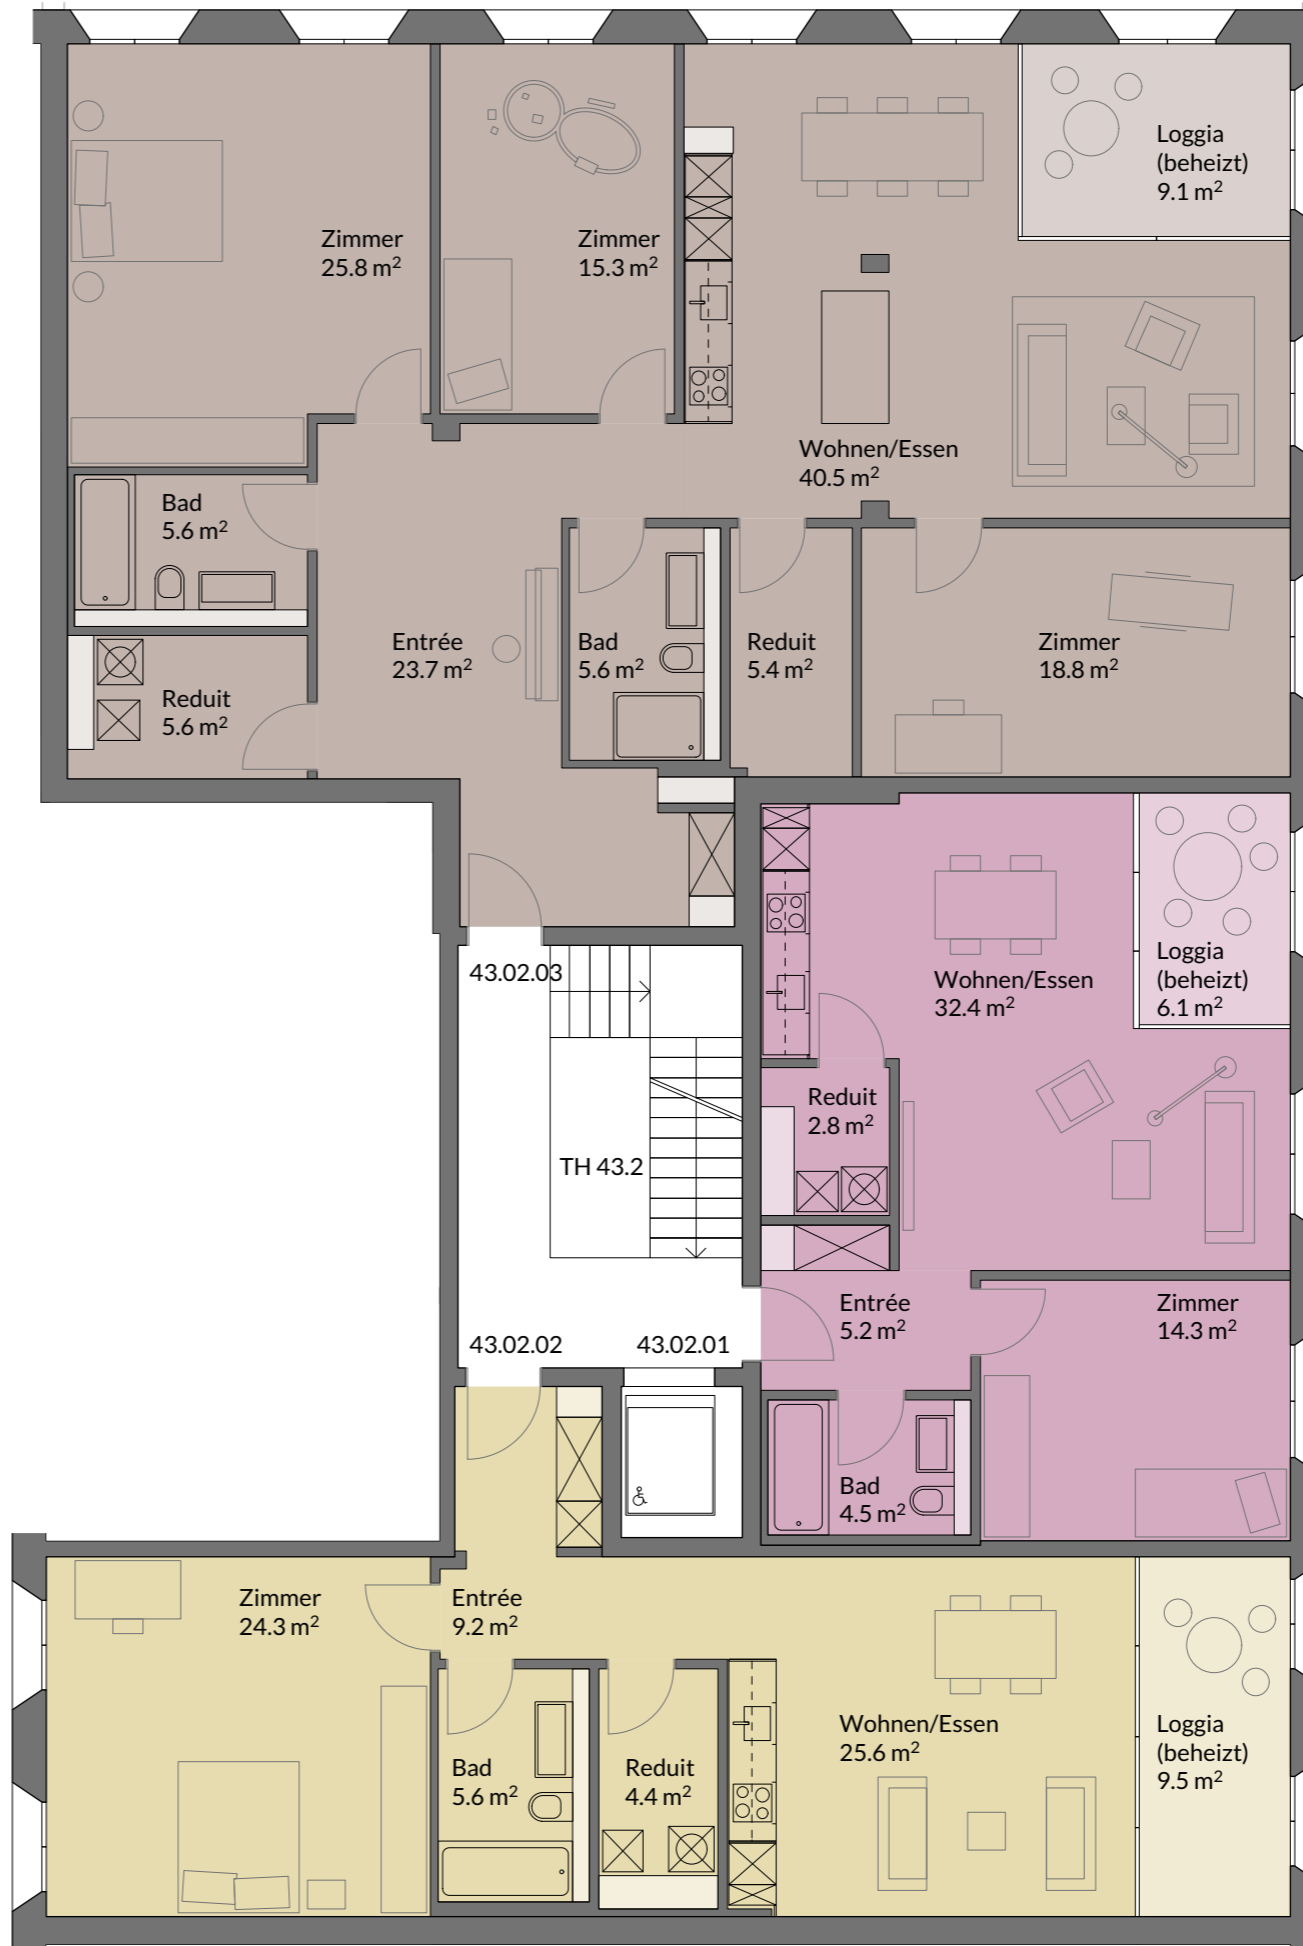 Loggia
(beheizt)
9.1 m²
Zimmer
25.8 m²
Zimmer
15.3 m²
Wohnen/Essen
40.5 m²
Bad
5.6 m²
Entrée
23.7 m²
Bad
5.6 m²
Reduit
5.4 m²
Zimmer
18.8 m²
Reduit
5.6 m²
43.02.03
Wohnen/Essen
32.4 m²
Loggia
(beheizt)
6.1 m²
Reduit
2.8 m²
TH 43.2
Entrée
5.2 m²
Zimmer
14.3 m²
43.02.02
43.02.01
Bad
4.5 m²
Zimmer
24.3 m²
Entrée
9.2 m²
Wohnen/Essen
25.6 m²
Loggia
(beheizt)
9.5 m²
Bad
5.6 m²
Reduit
4.4 m²